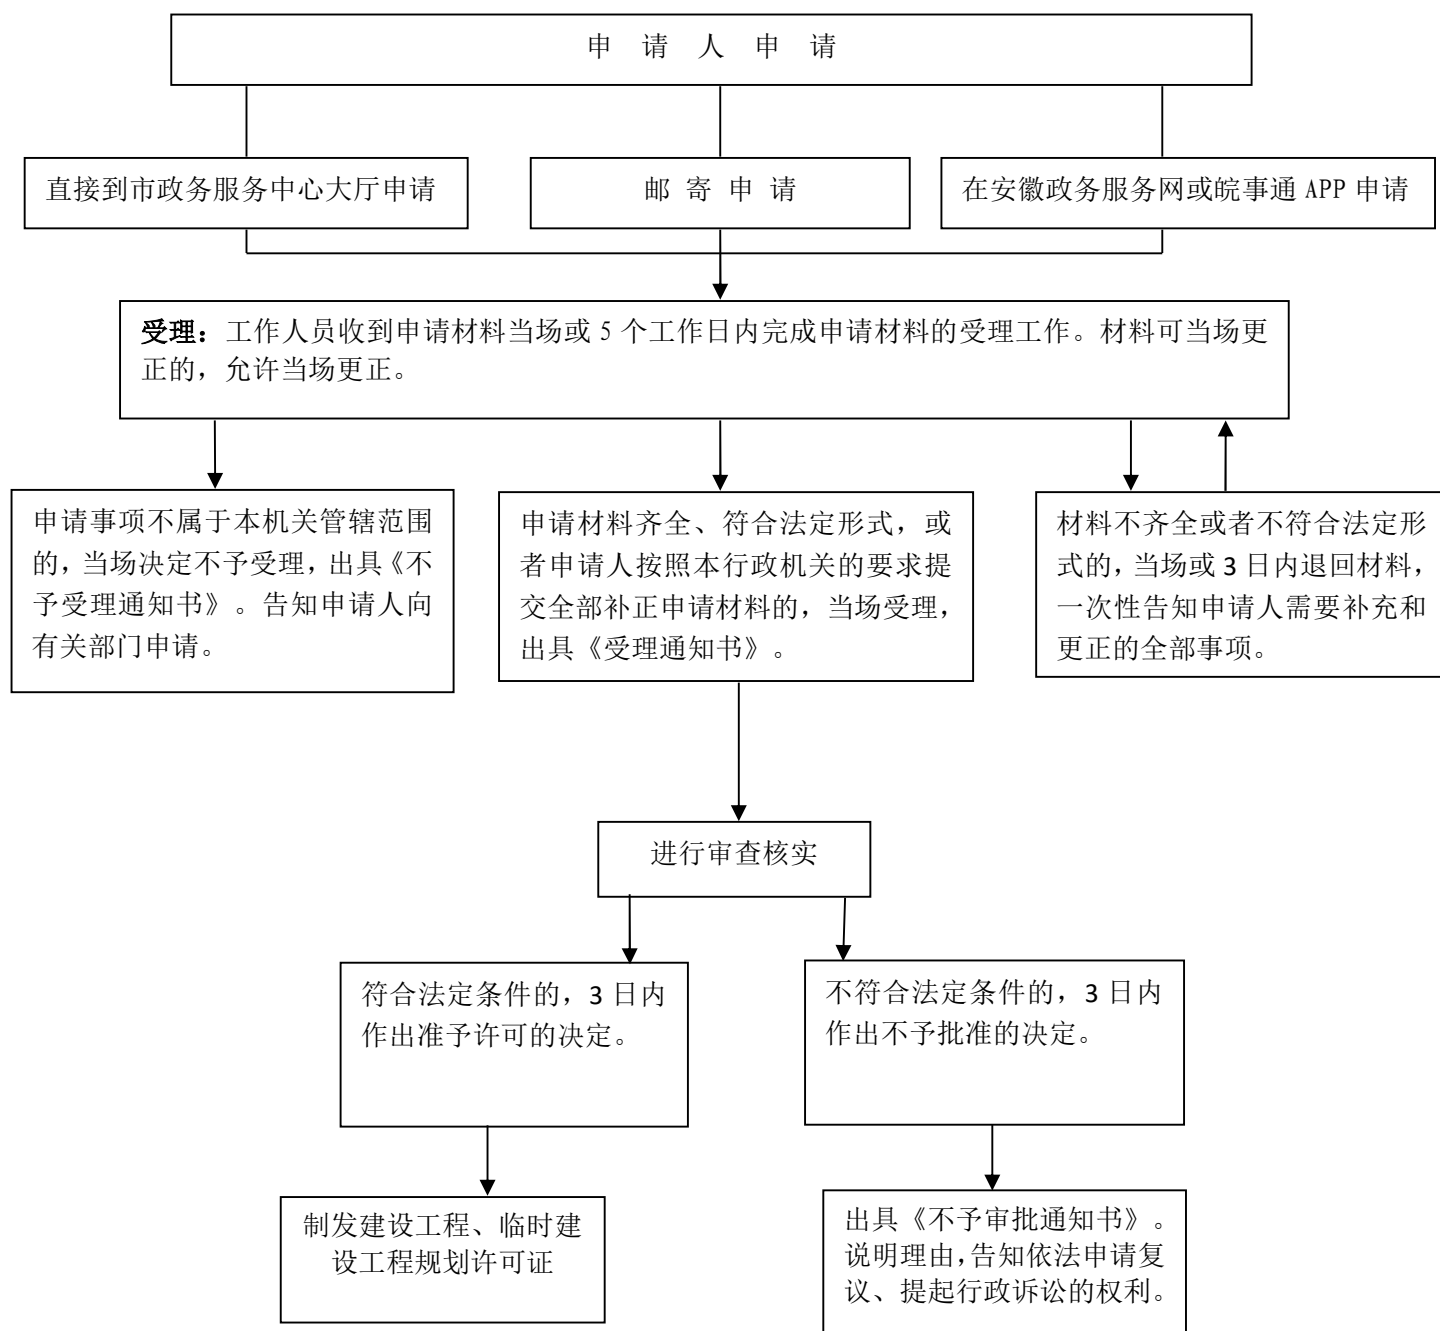 申 请 人 申 请
直接到市政务服务中心大厅申请
邮 寄 申 请
在安徽政务服务网或皖事通 APP 申请
受理：工作人员收到申请材料当场或 5 个工作日内完成申请材料的受理工作。材料可当场更
正的，允许当场更正。
申请事项不属于本机关管辖范围
的，当场决定不予受理，出具《不
予受理通知书》。告知申请人向
有关部门申请。
申请材料齐全、符合法定形式，或
者申请人按照本行政机关的要求提
交全部补正申请材料的，当场受理，
出具《受理通知书》。
材料不齐全或者不符合法定形
式的，当场或 3 日内退回材料，
一次性告知申请人需要补充和
更正的全部事项。
进行审查核实
符合法定条件的，3 日内
作出准予许可的决定。
不符合法定条件的，3 日内
作出不予批准的决定。
制发建设工程、临时建
设工程规划许可证
出具《不予审批通知书》。
说明理由，告知依法申请复
议、提起行政诉讼的权利。